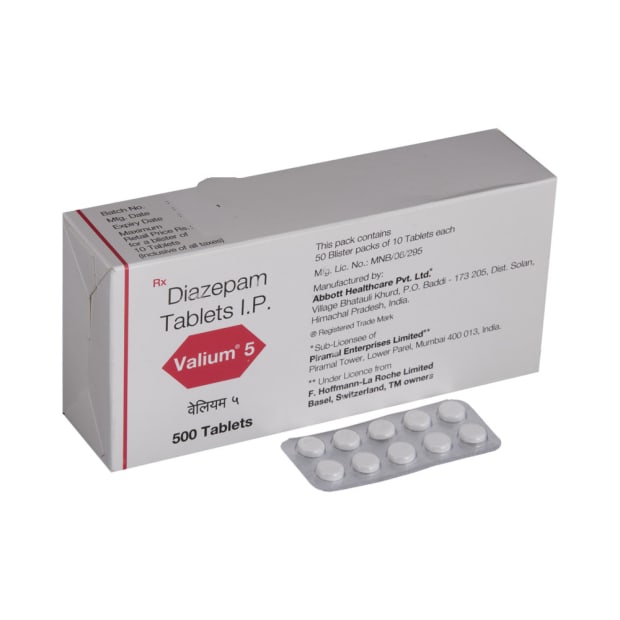 Batch No. :
Mfg. Date :
Expiry Date :
Maximum
Retail Price Rs.:
for a blister of
10 Tablets
(inclusive of all taxes)
Rx
Diazepam
Tablets I.P.
Valium® 5
वेलियम ५
500 Tablets
This pack contains
50 Blister packs of 10 Tablets each
Mfg. Lic. No.: MNB/06/295
Manufactured by:
Abbott Healthcare Pvt. Ltd.*
Village Bhatauli Khurd, P.O. Baddi - 173 205, Dist. Solan,
Himachal Pradesh, India.
® Registered Trade Mark
*Sub-Licensee of
Piramal Enterprises Limited**
Piramal Tower, Lower Parel, Mumbai 400 013, India.
** Under Licence from
F. Hoffmann-La Roche Limited
Basel, Switzerland, TM owners